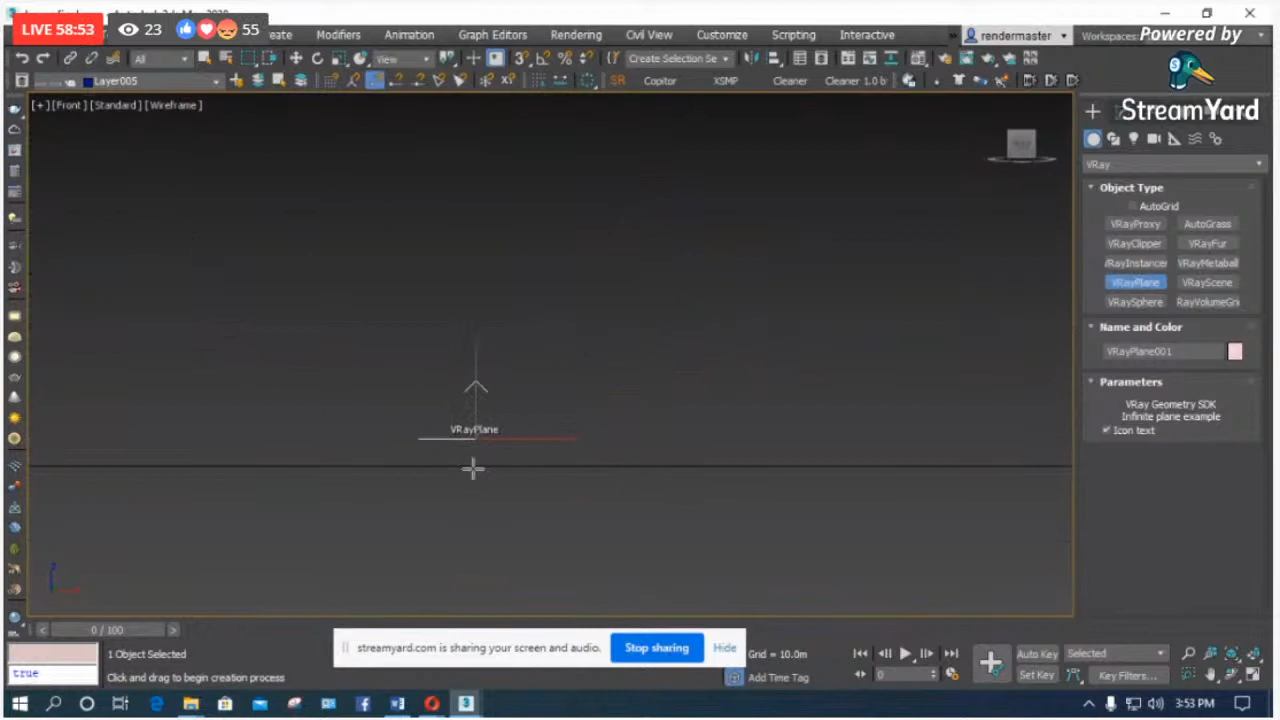 LIVE 58:53
23
55
Modifiers
Animation
Graph Editors
Rendering
Civil View
Customize
Scripting
Interactive
rendermaster
Workspaces:
Powered by
StreamYard
All
View
Create Selection Se
Layer005
SR
Copitor
XSMP
Cleaner
Cleaner 1.0 b
[+] [Front ] [Standard ] [Wireframe ]
VRay
Object Type
AutoGrid
VRayProxy
AutoGrass
VRayClipper
VRayFur
VRayMetaball
VRayPlane
VRayScene
VRaySphere
RayVolumeGri
Name and Color
VRayPlane001
Parameters
VRay Geometry SDK
Infinite plane example
Icon text
VRayPlane
0 / 100
streamyard.com is sharing your screen and audio.
Stop sharing
Hide
1 Object Selected
Grid = 10.0m
Auto Key
Selected
true
Click and drag to begin creation process
Add Time Tag
0
Set Key
Key Filters...
3:53 PM